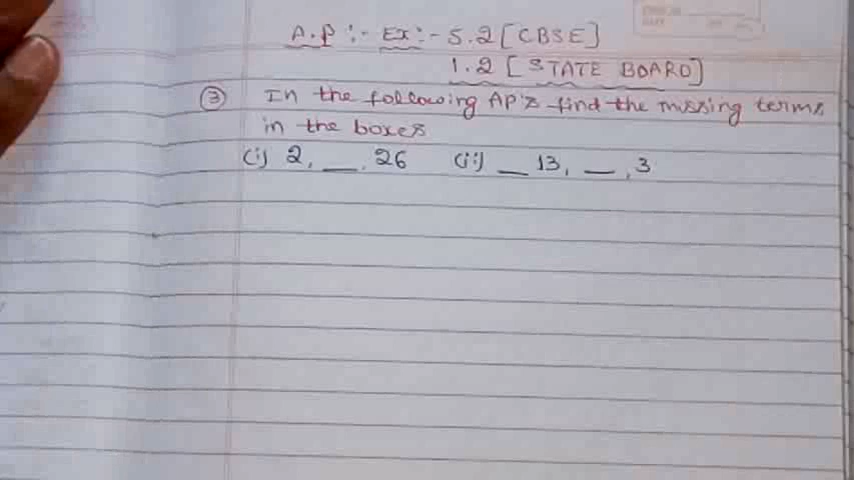 A.P :- Ex :- 5.2 [CBSE]
1.2 [STATE BOARD]
③ In the following AP's find the missing terms
in the boxes
(i) 2, __, 26 (ii) __ 13, __, 3